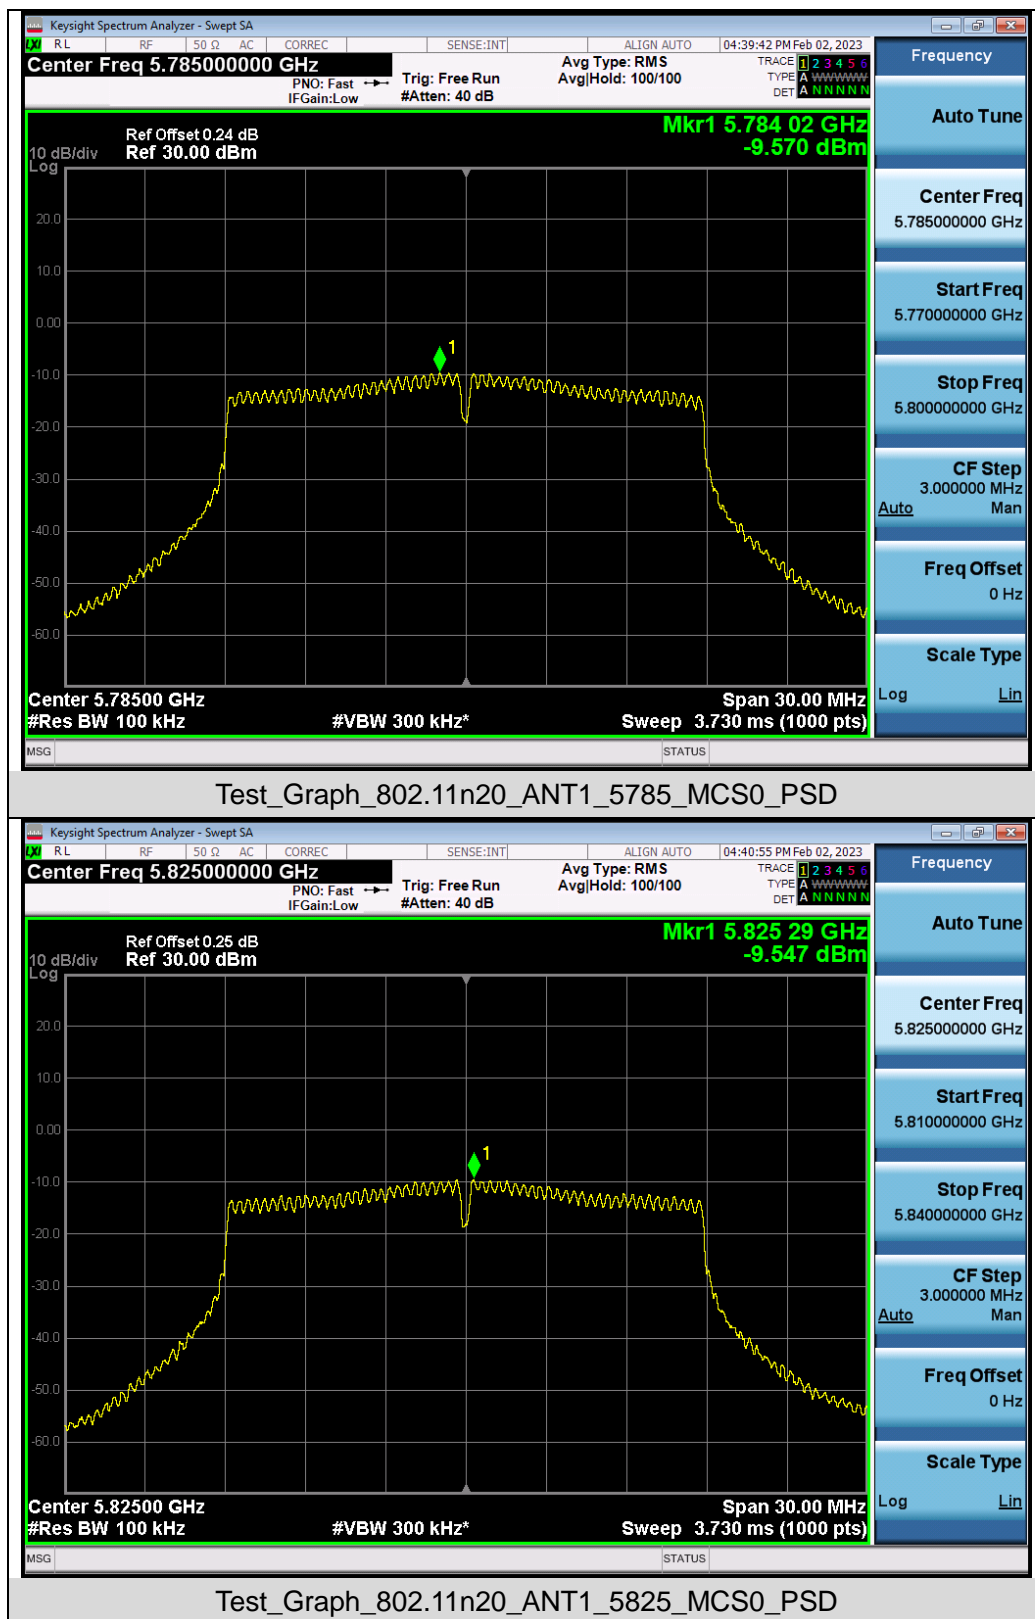 Keysight Spectrum Analyzer - Swept SA
LXI RL RF 50 Ω AC CORREC SENSE:INT ALIGN AUTO 04:39:42 PM Feb 02, 2023
Center Freq 5.785000000 GHz
PNO: Fast
IFGain:Low
Trig: Free Run
#Atten: 40 dB
Avg Type: RMS
Avg|Hold: 100/100
TRACE 1 2 3 4 5 6
TYPE A WWWWW
DET A N N N N N
Frequency
Mkr1 5.784 02 GHz
-9.570 dBm
Ref Offset 0.24 dB
10 dB/div Ref 30.00 dBm
Log
20.0
10.0
0.00
-10.0
-20.0
-30.0
-40.0
-50.0
-60.0
1
Center 5.78500 GHz Span 30.00 MHz
#Res BW 100 kHz #VBW 300 kHz* Sweep 3.730 ms (1000 pts)
MSG STATUS
Auto Tune
Center Freq
5.785000000 GHz
Start Freq
5.770000000 GHz
Stop Freq
5.800000000 GHz
CF Step
3.000000 MHz
Auto Man
Freq Offset
0 Hz
Scale Type
Log Lin
Test_Graph_802.11n20_ANT1_5785_MCS0_PSD
Keysight Spectrum Analyzer - Swept SA
LXI RL RF 50 Ω AC CORREC SENSE:INT ALIGN AUTO 04:40:55 PM Feb 02, 2023
Center Freq 5.825000000 GHz
PNO: Fast
IFGain:Low
Trig: Free Run
#Atten: 40 dB
Avg Type: RMS
Avg|Hold: 100/100
TRACE 1 2 3 4 5 6
TYPE A WWWWW
DET A N N N N N
Frequency
Mkr1 5.825 29 GHz
-9.547 dBm
Ref Offset 0.25 dB
10 dB/div Ref 30.00 dBm
Log
20.0
10.0
0.00
-10.0
-20.0
-30.0
-40.0
-50.0
-60.0
1
Center 5.82500 GHz Span 30.00 MHz
#Res BW 100 kHz #VBW 300 kHz* Sweep 3.730 ms (1000 pts)
MSG STATUS
Auto Tune
Center Freq
5.825000000 GHz
Start Freq
5.810000000 GHz
Stop Freq
5.840000000 GHz
CF Step
3.000000 MHz
Auto Man
Freq Offset
0 Hz
Scale Type
Log Lin
Test_Graph_802.11n20_ANT1_5825_MCS0_PSD